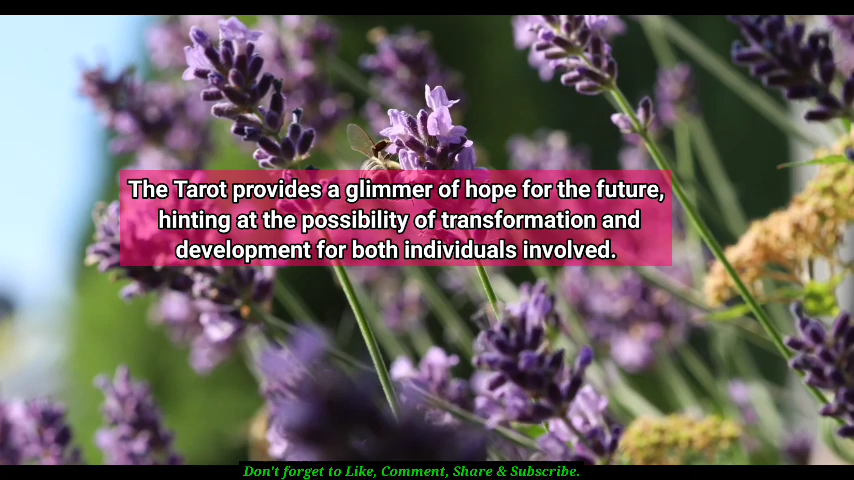 The Tarot provides a glimmer of hope for the future,
hinting at the possibility of transformation and
development for both individuals involved.
Don't forget to Like, Comment, Share & Subscribe.